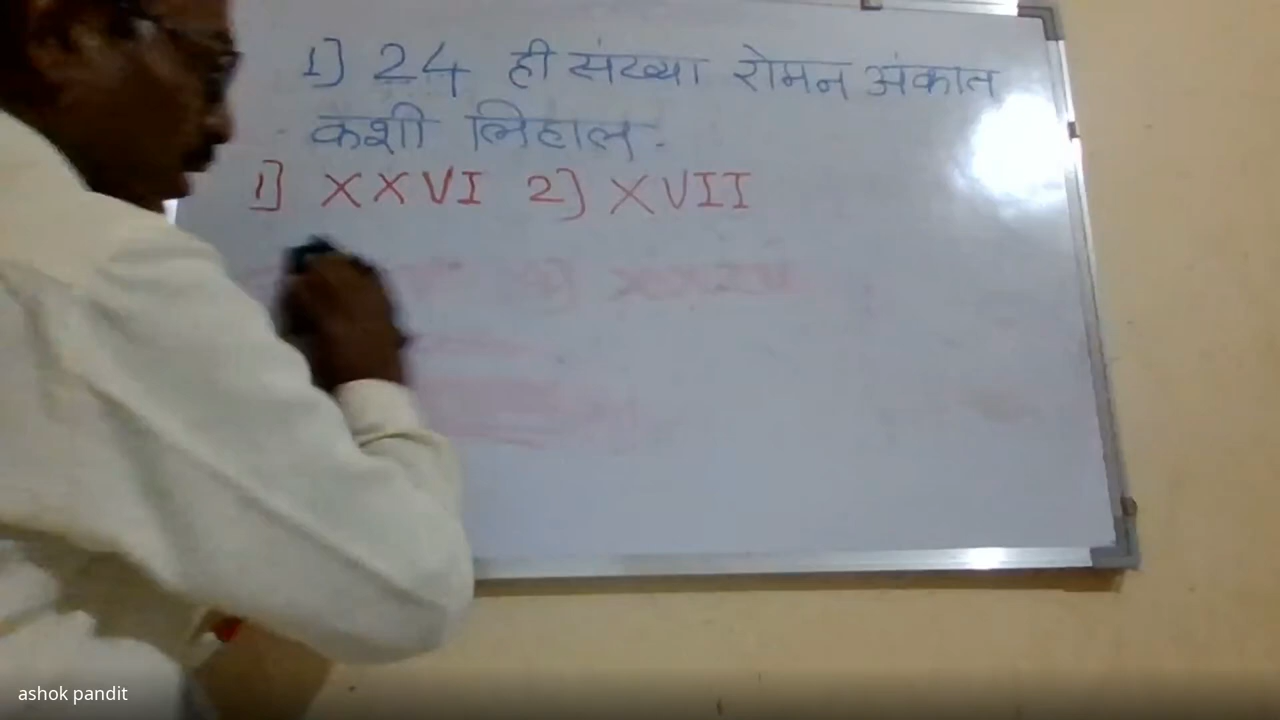 1] 24 ही संख्या रोमन अंकात
कशी लिहाल.
1] XXVI 2] XVII
ashok pandit